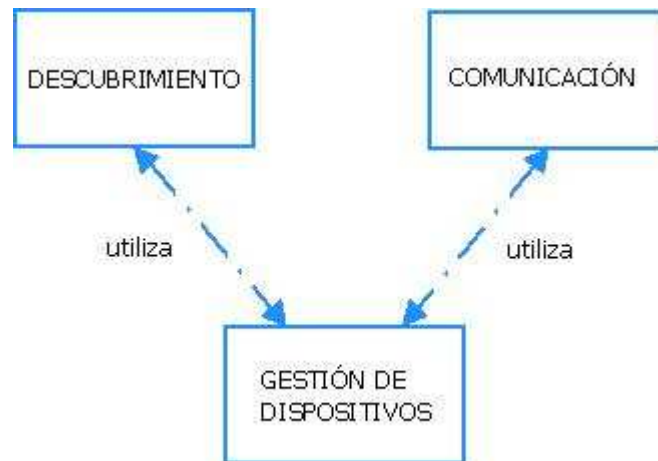 DESCUBRIMIENTO
COMUNICACIÓN
utiliza
utiliza
GESTIÓN DE
DISPOSITIVOS